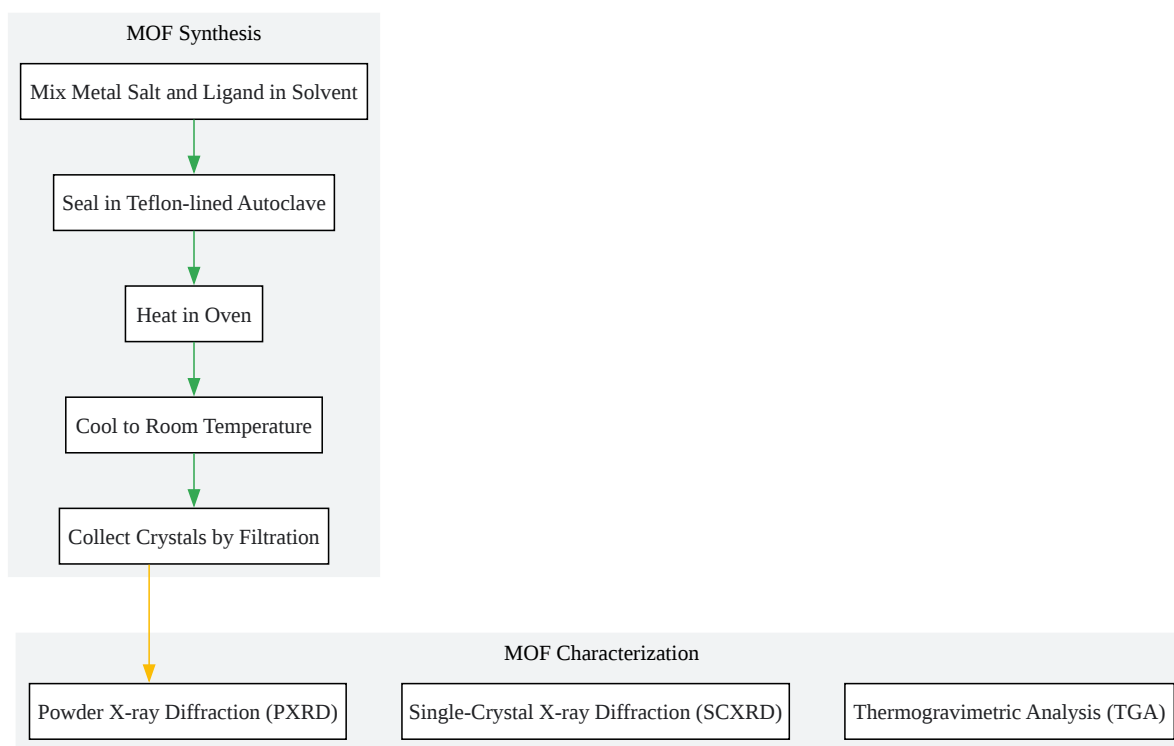 MOF Synthesis
Mix Metal Salt and Ligand in Solvent
Seal in Teflon-lined Autoclave
Heat in Oven
Cool to Room Temperature
Collect Crystals by Filtration
MOF Characterization
Powder X-ray Diffraction (PXRD)
Single-Crystal X-ray Diffraction (SCXRD)
Thermogravimetric Analysis (TGA)